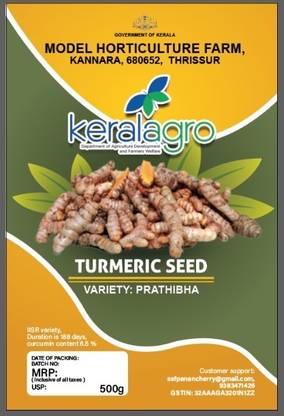 GOVERNMENT OF KERALA
MODEL HORTICULTURE FARM,
KANNARA, 680652, THRISSUR
keralagro
Department of Agriculture Development
and Farmers Welfare
TURMERIC SEED
VARIETY: PRATHIBHA
IISR variety,
Duration is 188 days,
curcumin content 6.5 %
DATE OF PACKING:
BATCH NO:
MRP:
( Inclusive of all taxes )
USP:
500g
Customer support:
safpanancherry@gmail.com,
9383471426
GSTIN: 32AAAGA3201N1ZZ